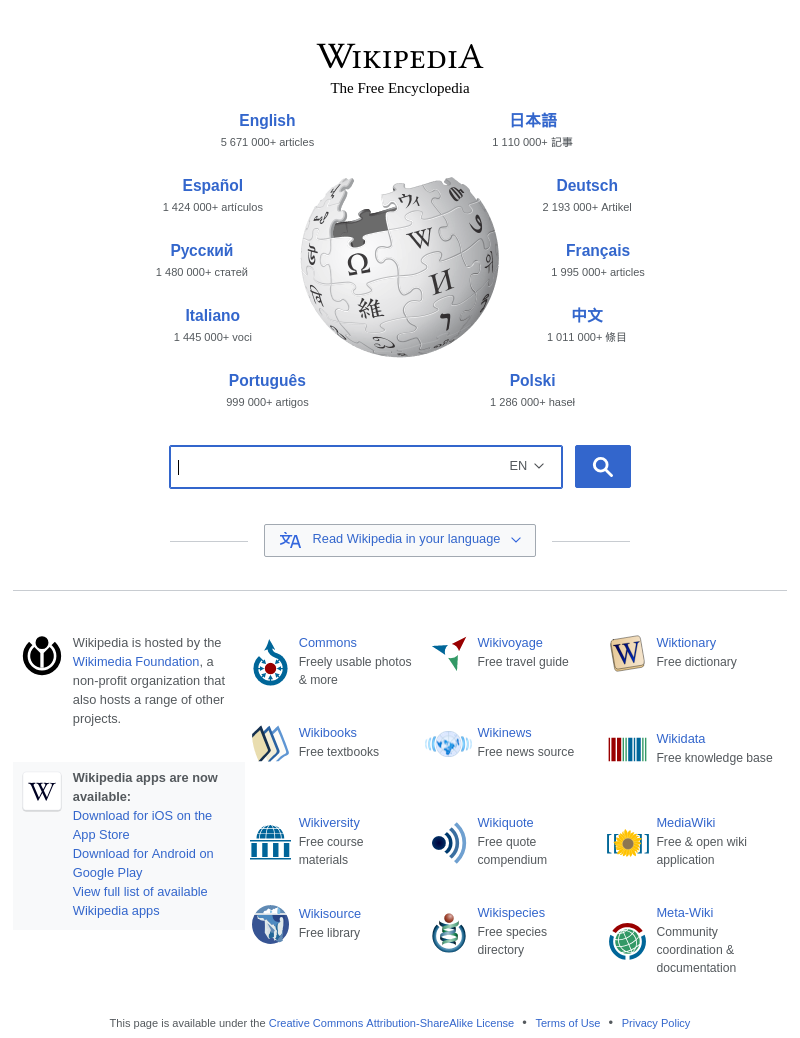 WIKIPEDIA
The Free Encyclopedia
English
5 671 000+ articles
日本語
1 110 000+ 記事
Español
1 424 000+ artículos
Deutsch
2 193 000+ Artikel
Русский
1 480 000+ статей
Français
1 995 000+ articles
Italiano
1 445 000+ voci
中文
1 011 000+ 條目
Português
999 000+ artigos
Polski
1 286 000+ haseł
ウィ
W
Ω
И
維
EN
文A Read Wikipedia in your language
Wikipedia is hosted by the
Wikimedia Foundation, a
non-profit organization that
also hosts a range of other
projects.
W
Wikipedia apps are now
available:
Download for iOS on the
App Store
Download for Android on
Google Play
View full list of available
Wikipedia apps
Commons
Freely usable photos
& more
Wikivoyage
Free travel guide
W
Wiktionary
Free dictionary
Wikibooks
Free textbooks
Wikinews
Free news source
Wikidata
Free knowledge base
Wikiversity
Free course
materials
Wikiquote
Free quote
compendium
MediaWiki
Free & open wiki
application
Wikisource
Free library
Wikispecies
Free species
directory
Meta-Wiki
Community
coordination &
documentation
This page is available under the Creative Commons Attribution-ShareAlike License • Terms of Use • Privacy Policy